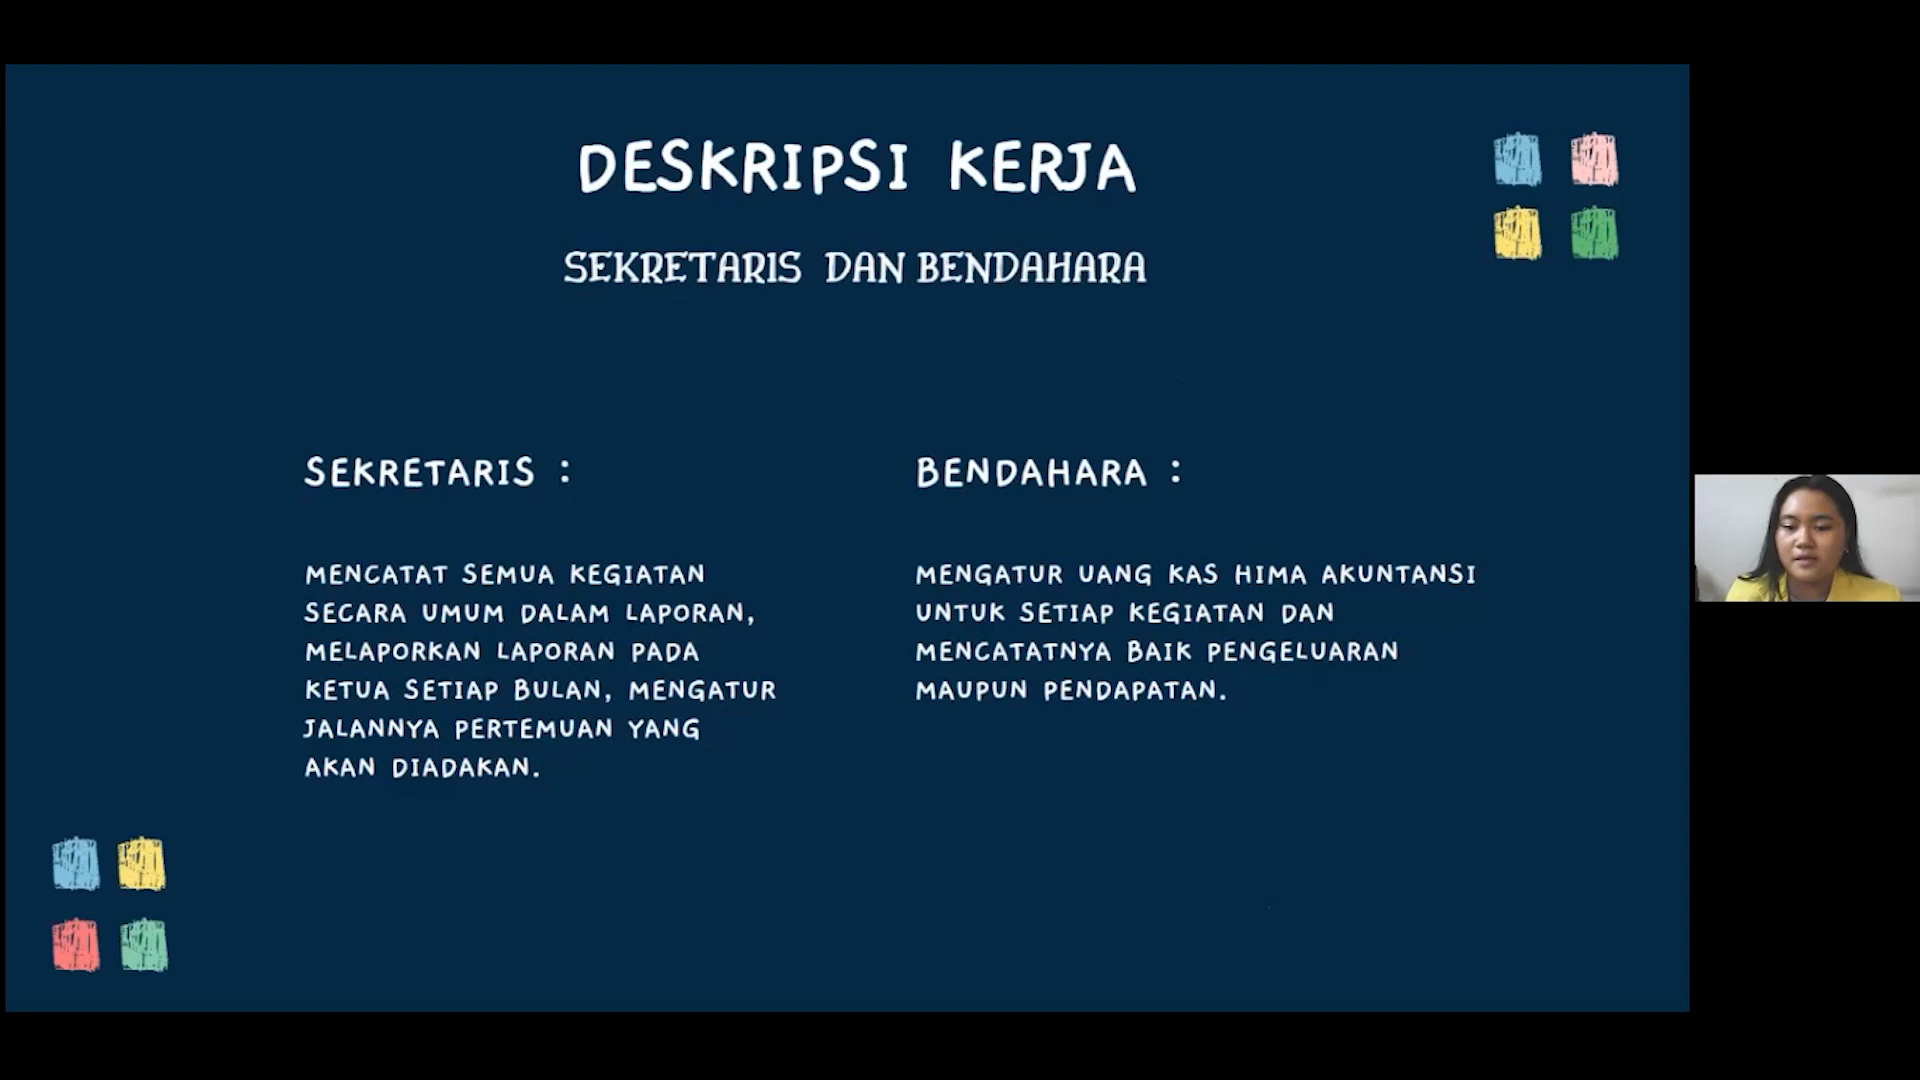 DESKRIPSI KERJA
SEKRETARIS DAN BENDAHARA
SEKRETARIS :
MENCATAT SEMUA KEGIATAN
SECARA UMUM DALAM LAPORAN,
MELAPORKAN LAPORAN PADA
KETUA SETIAP BULAN, MENGATUR
JALANNYA PERTEMUAN YANG
AKAN DIADAKAN.
BENDAHARA :
MENGATUR UANG KAS HIMA AKUNTANSI
UNTUK SETIAP KEGIATAN DAN
MENCATATNYA BAIK PENGELUARAN
MAUPUN PENDAPATAN.